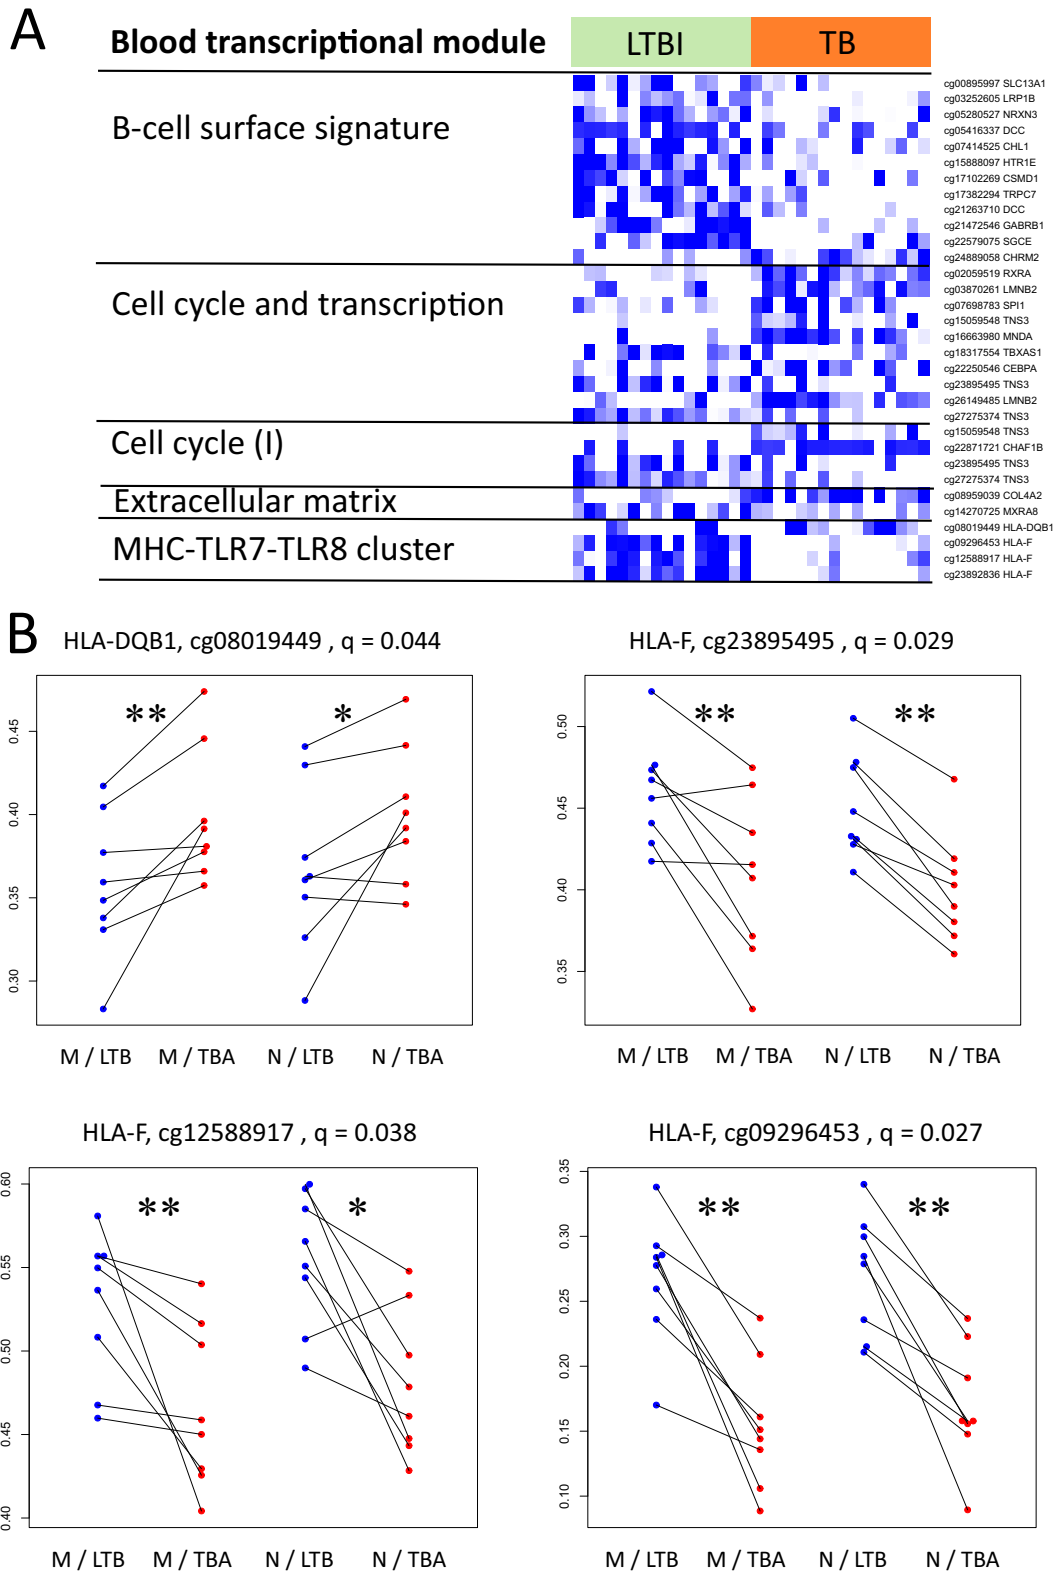 A
Blood transcriptional module
LTBI
TB
B-cell surface signature
cg00895997 SLC13A1
cg03252605 LRP1B
cg05280527 NRXN3
cg05416337 DCC
cg07414525 CHL1
cg15888097 HTR1E
cg17102269 CSMD1
cg17382294 TRPC7
cg21263710 DCC
cg21472546 GABRB1
cg22579075 SGCE
cg24889058 CHRM2
Cell cycle and transcription
cg02059519 RXRA
cg03870261 LMNB2
cg07698783 SPI1
cg15059548 TNS3
cg16663980 MNDA
cg18317554 TBXAS1
cg22250546 CEBPA
cg23895495 TNS3
cg26149485 LMNB2
cg27275374 TNS3
Cell cycle (I)
cg15059548 TNS3
cg22871721 CHAF1B
cg23895495 TNS3
cg27275374 TNS3
Extracellular matrix
cg08959039 COL4A2
cg14270725 MXRA8
MHC-TLR7-TLR8 cluster
cg08019449 HLA-DQB1
cg09296453 HLA-F
cg12588917 HLA-F
cg23892836 HLA-F
B
HLA-DQB1, cg08019449 , q = 0.044
** *
0.45
0.40
0.35
0.30
M / LTB M / TBA N / LTB N / TBA
HLA-F, cg23895495 , q = 0.029
** **
0.50
0.45
0.40
0.35
M / LTB M / TBA N / LTB N / TBA
HLA-F, cg12588917 , q = 0.038
** *
0.60
0.55
0.50
0.45
0.40
M / LTB M / TBA N / LTB N / TBA
HLA-F, cg09296453 , q = 0.027
** **
0.35
0.30
0.25
0.20
0.15
0.10
M / LTB M / TBA N / LTB N / TBA